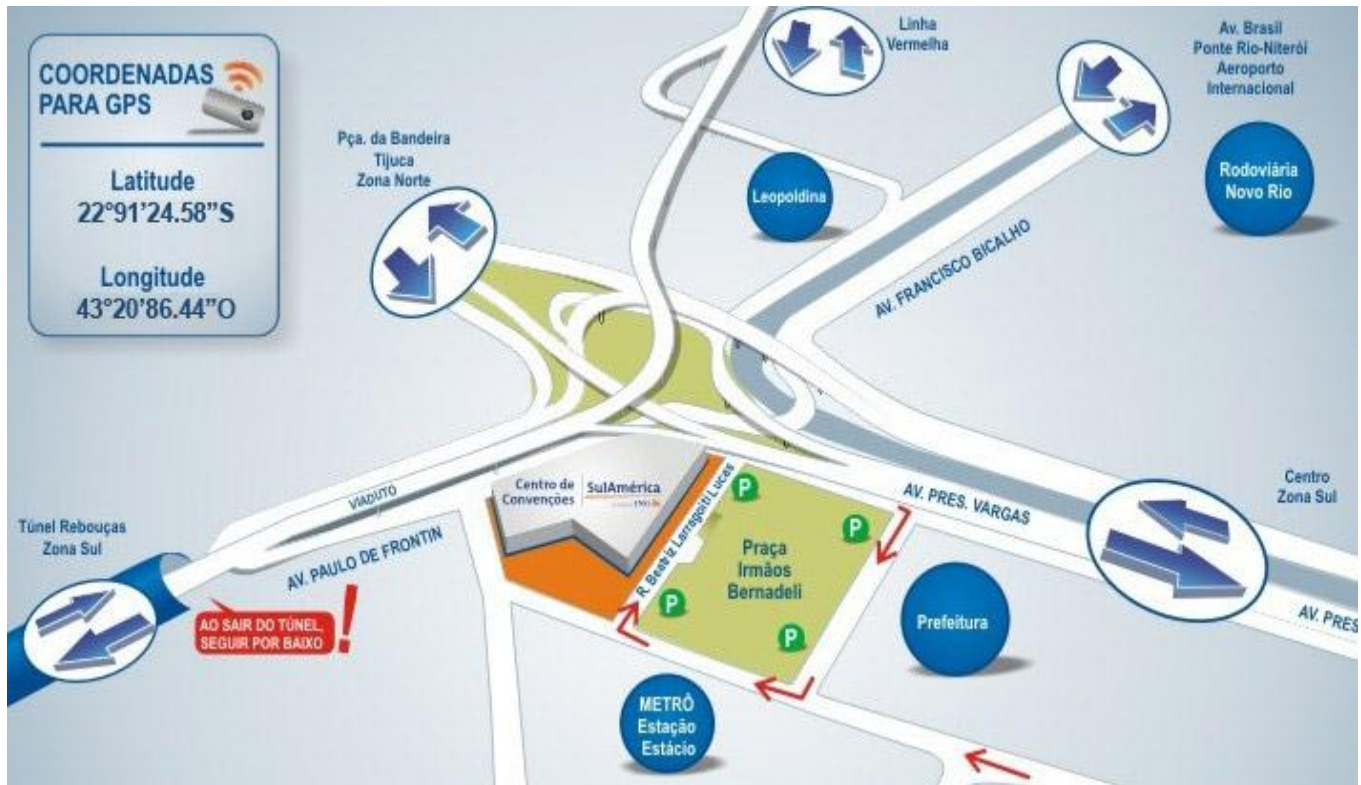 COORDENADAS
PARA GPS
Latitude
22°91'24.58”S
Longitude
43°20'86.44”O
Linha
Vermelha
Av. Brasil
Ponte Rio-Niterói
Aeroporto
Internacional
Pça. da Bandeira
Tijuca
Zona Norte
Leopoldina
Rodoviária
Novo Rio
AV. FRANCISCO BICALHO
Centro de
Convenções
SulAmérica
R. Beatriz Larragoiti Lucas
P
P
P
P
Praça
Irmãos
Bernadeli
AV. PRES. VARGAS
Centro
Zona Sul
VIADUTO
Túnel Rebouças
Zona Sul
AV. PAULO DE FRONTIN
AO SAIR DO TÚNEL,
SEGUIR POR BAIXO
!
Prefeitura
AV. PRES
METRÔ
Estação
Estácio